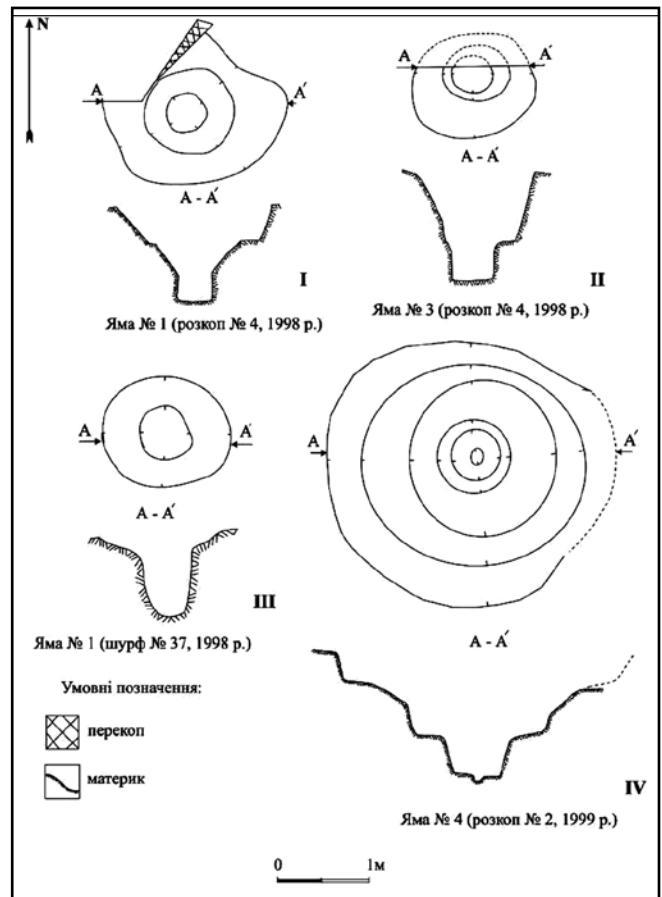 N
A A′
A - A′
I
Яма № 1 (розкоп № 4, 1998 р.)
A A′
A - A′
II
Яма № 3 (розкоп № 4, 1998 р.)
A A′
A - A′
III
Яма № 1 (шурф № 37, 1998 р.)
A A′
A - A′
IV
Яма № 4 (розкоп № 2, 1999 р.)
Умовні позначення:
перекоп
материк
0 1м